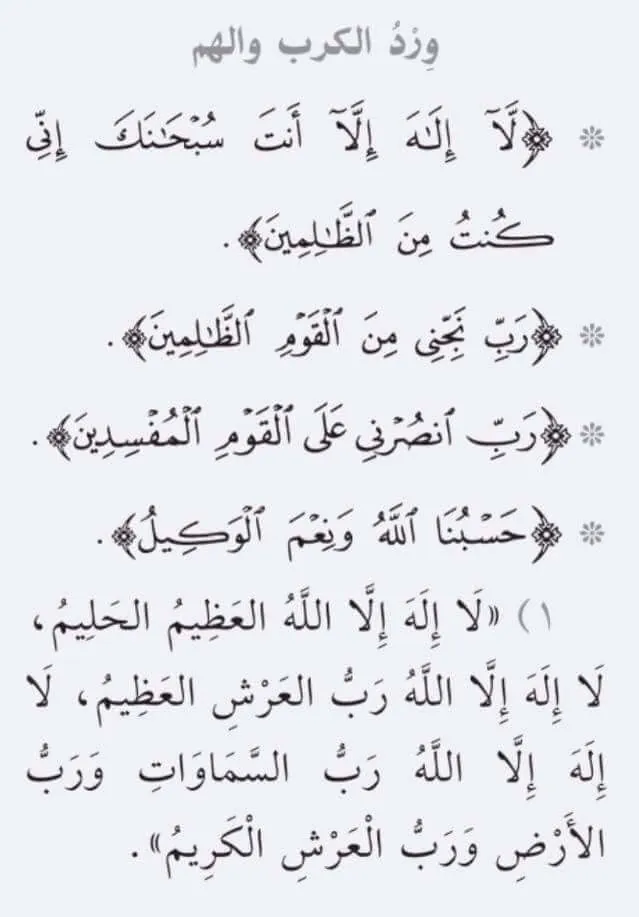 وِرْدُ الكرب والهم
﴿لَّآ إِلَـٰهَ إِلَّآ أَنتَ سُبْحَـٰنَكَ إِنِّي
كُنتُ مِنَ ٱلظَّـٰلِمِينَ﴾.
﴿رَبِّ نَجِّنِى مِنَ ٱلْقَوْمِ ٱلظَّـٰلِمِينَ﴾.
﴿رَبِّ ٱنصُرْنِي عَلَى ٱلْقَوْمِ ٱلْمُفْسِدِينَ﴾.
﴿حَسْبُنَا ٱللَّهُ وَنِعْمَ ٱلْوَكِيلُ﴾.
١) «لَا إِلَهَ إِلَّا اللَّهُ العَظِيمُ الحَلِيمُ،
لَا إِلَهَ إِلَّا اللَّهُ رَبُّ العَرْشِ العَظِيمُ، لَا
إِلَهَ إِلَّا اللَّهُ رَبُّ السَّمَاوَاتِ وَرَبُّ
الأَرْضِ وَرَبُّ الْعَرْشِ الْكَرِيمُ».